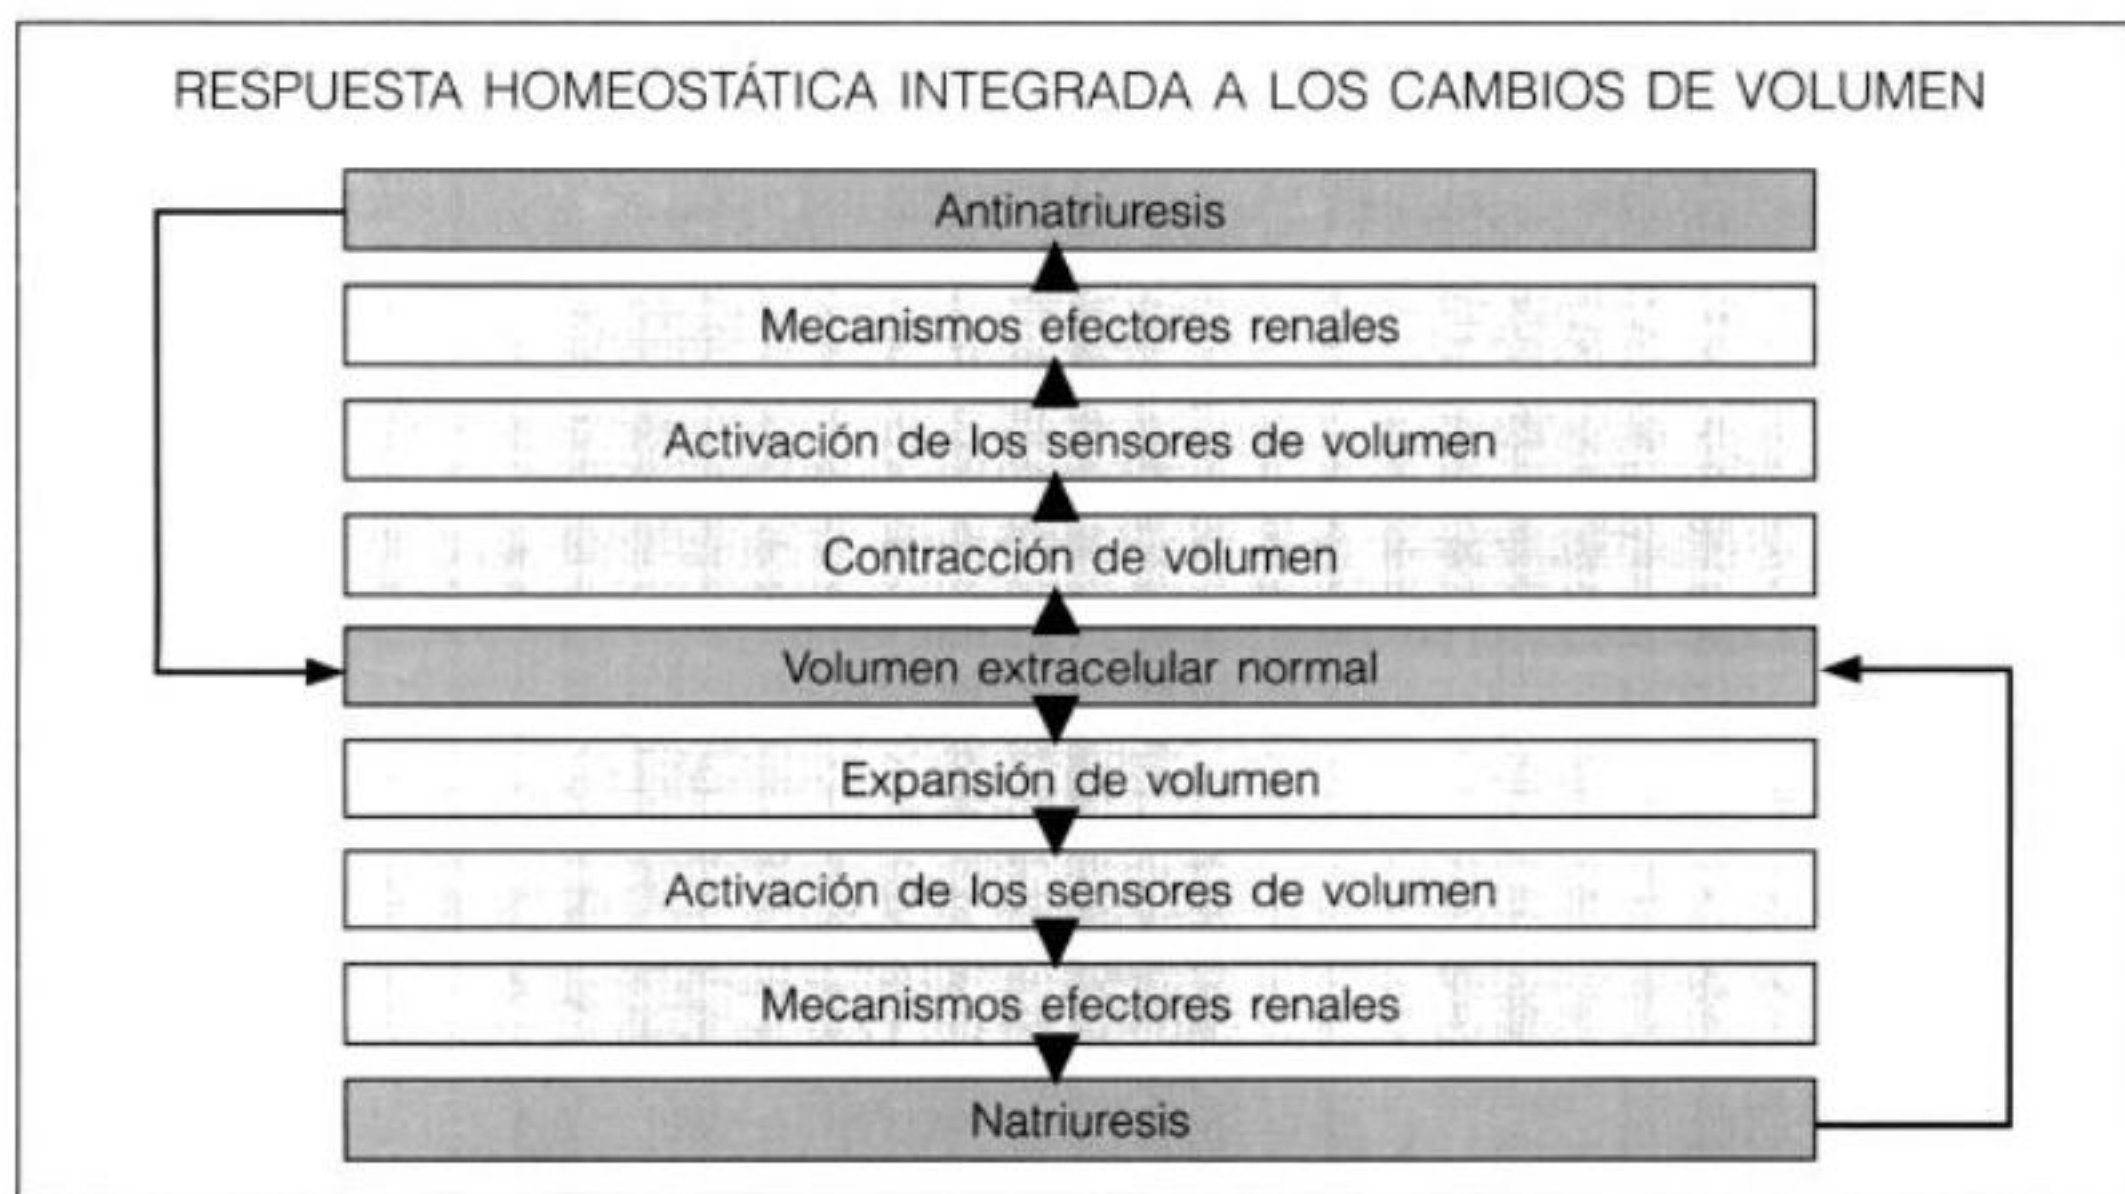 RESPUESTA HOMEOSTÁTICA INTEGRADA A LOS CAMBIOS DE VOLUMEN
Antinatriuresis
Mecanismos efectores renales
Activación de los sensores de volumen
Contracción de volumen
Volumen extracelular normal
Expansión de volumen
Activación de los sensores de volumen
Mecanismos efectores renales
Natriuresis